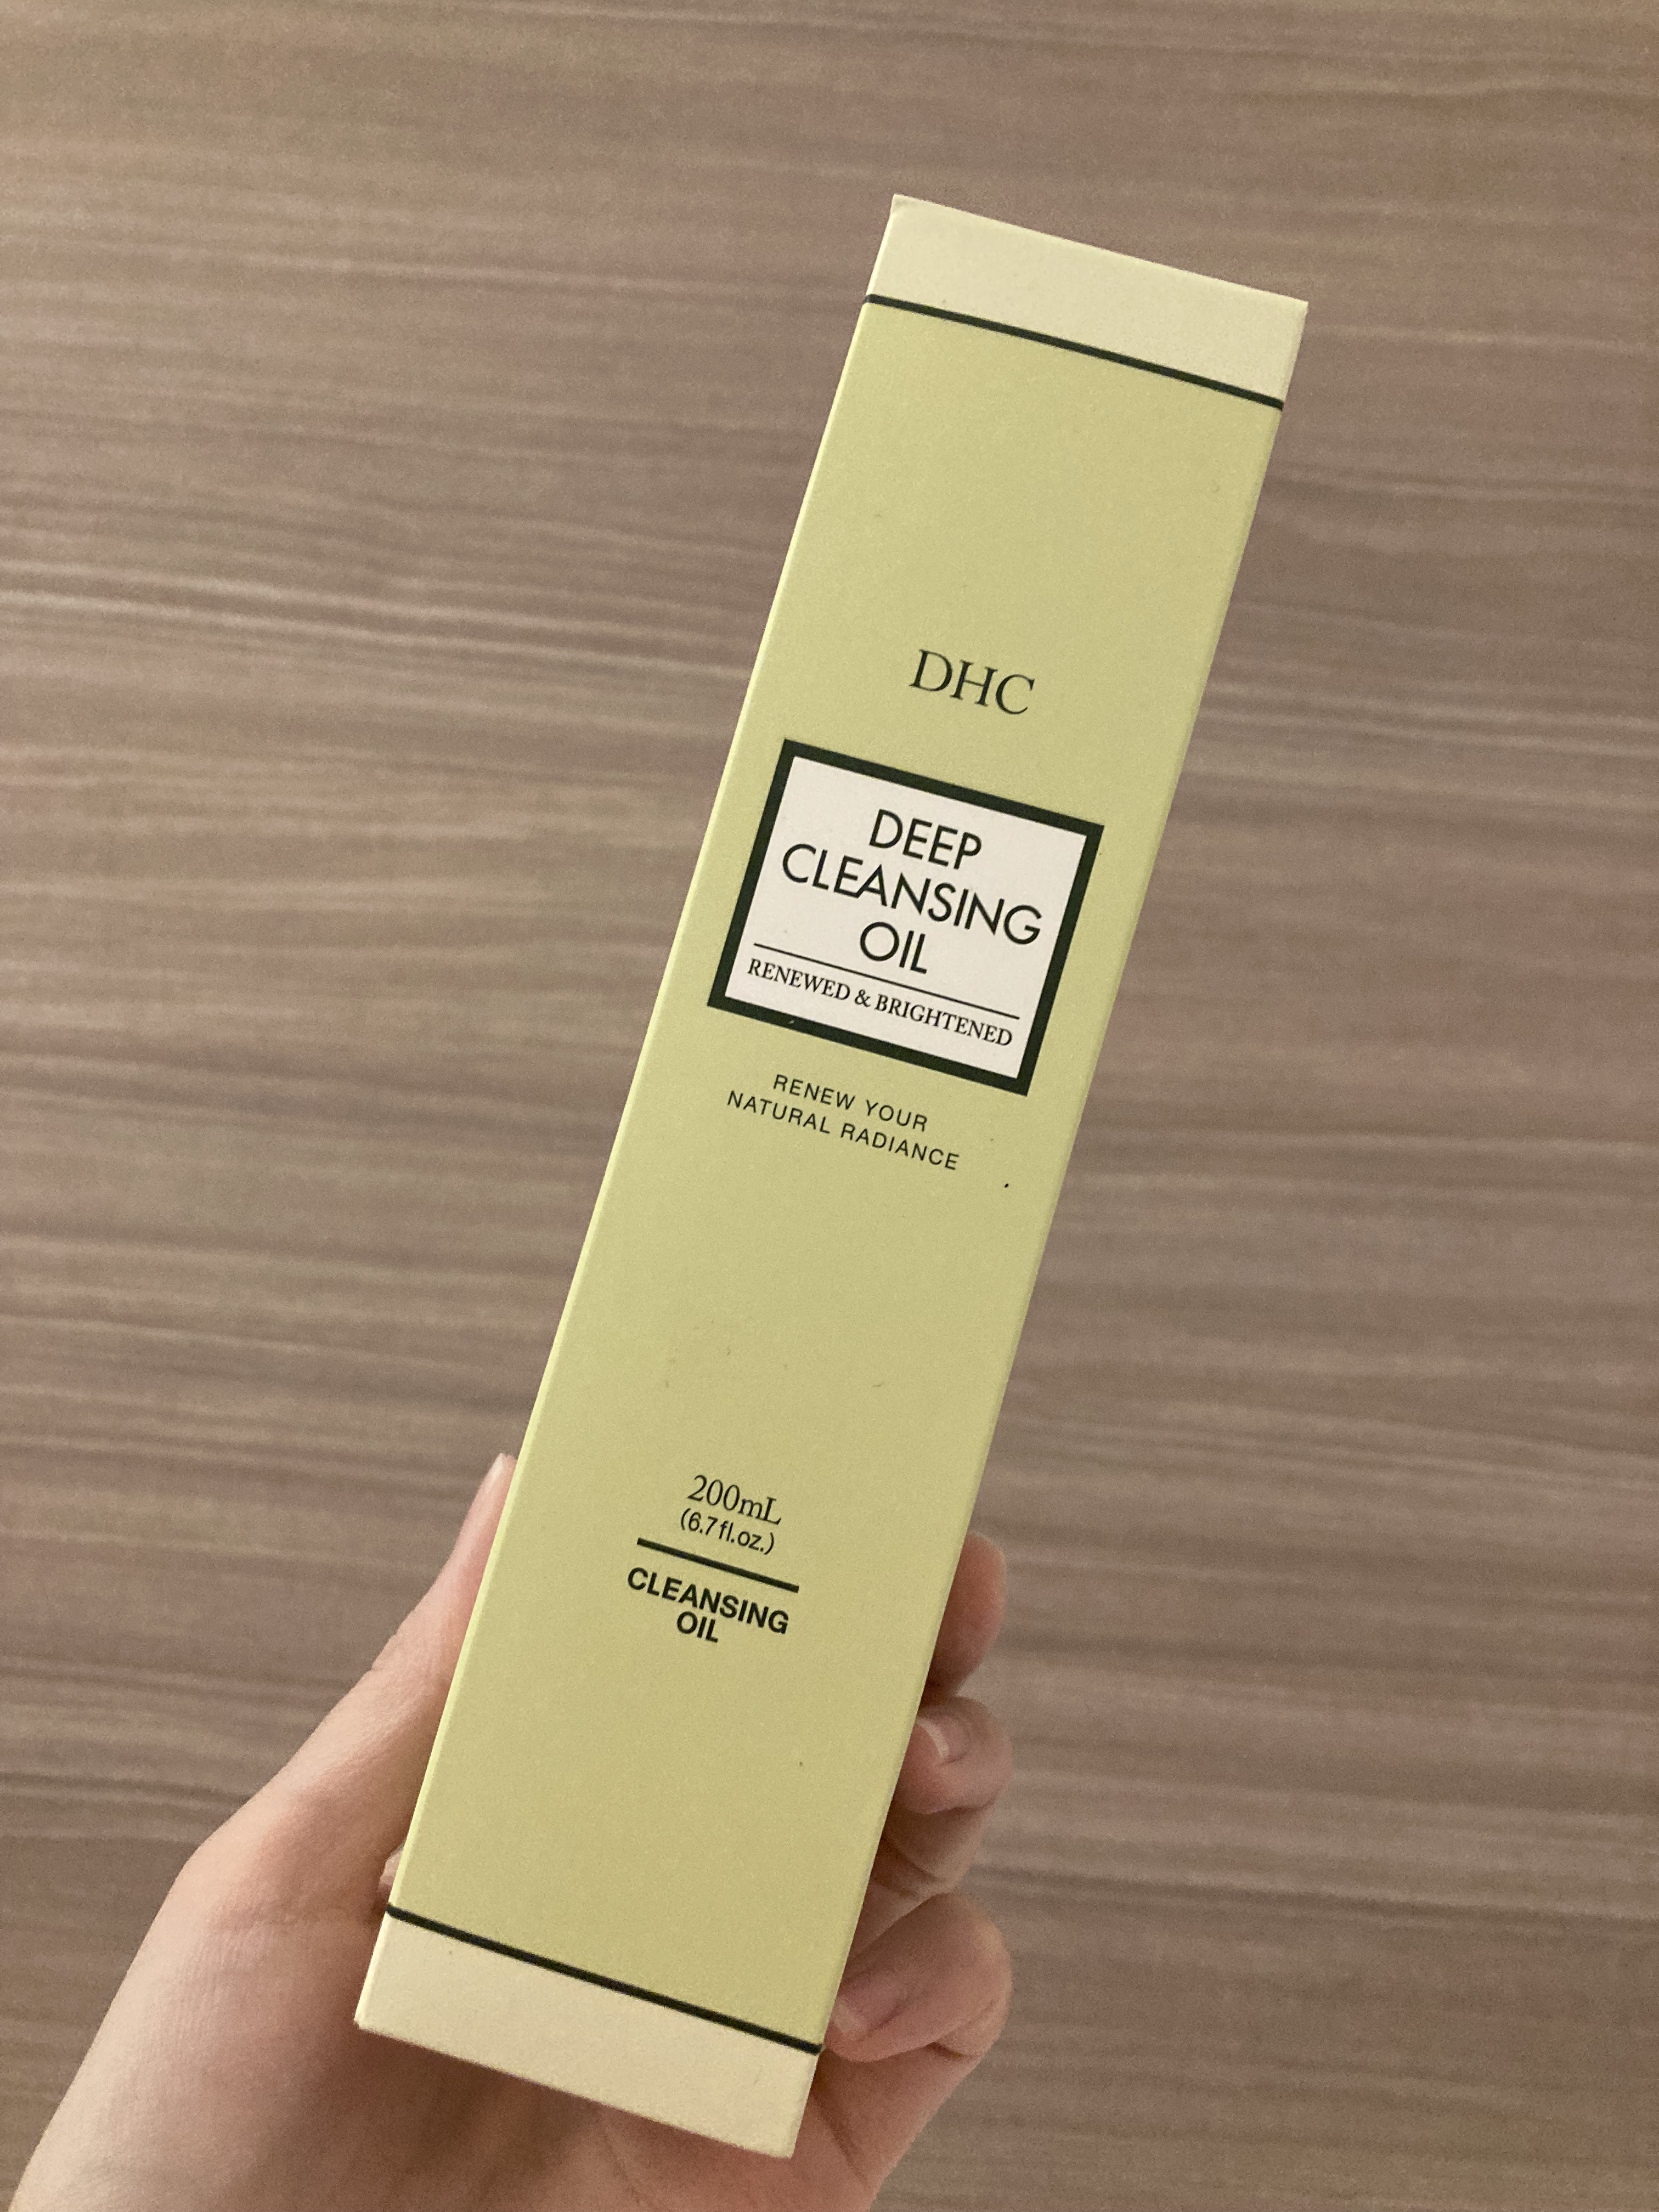 DHC
DEEP
CLEANSING
OIL
RENEWED & BRIGHTENED
RENEW YOUR
NATURAL RADIANCE
200mL
(6.7fl.oz.)
CLEANSING
OIL